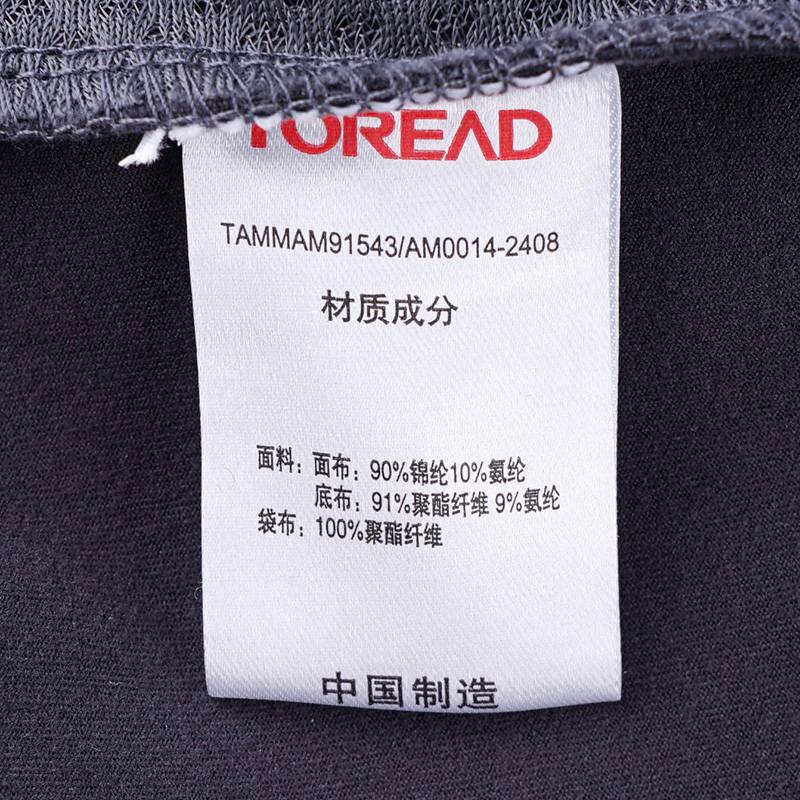 TOREAD
TAMMAM91543/AM0014-2408
材质成分
面料：面布：90%锦纶10%氨纶
底布：91%聚酯纤维 9%氨纶
袋布：100%聚酯纤维
中国制造